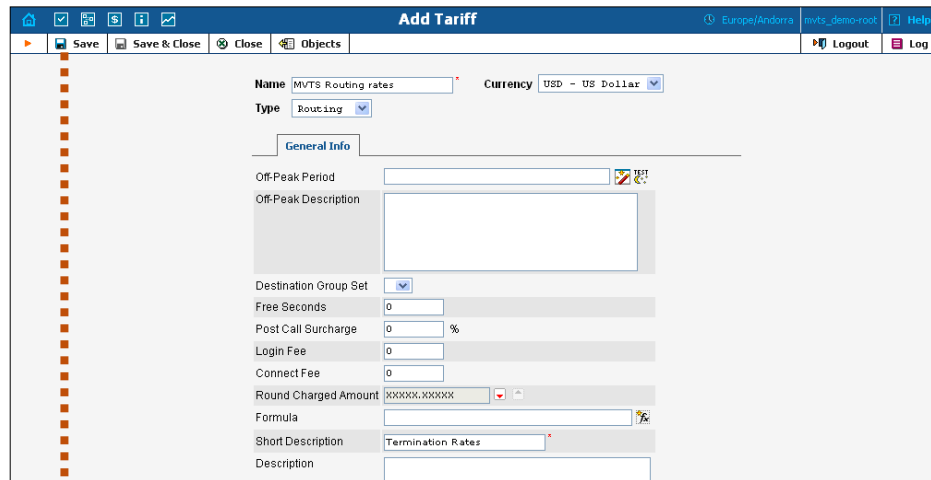 Add Tariff
Europe/Andorra mvts_demo-root ? Help
Save Save & Close Close Objects Logout Log
Name MVTS Routing rates * Currency USD - US Dollar
Type Routing
General Info
Off-Peak Period TEST
Off-Peak Description
Destination Group Set
Free Seconds 0
Post Call Surcharge 0 %
Login Fee 0
Connect Fee 0
Round Charged Amount XXXXX.XXXXX
Formula fx
Short Description Termination Rates *
Description